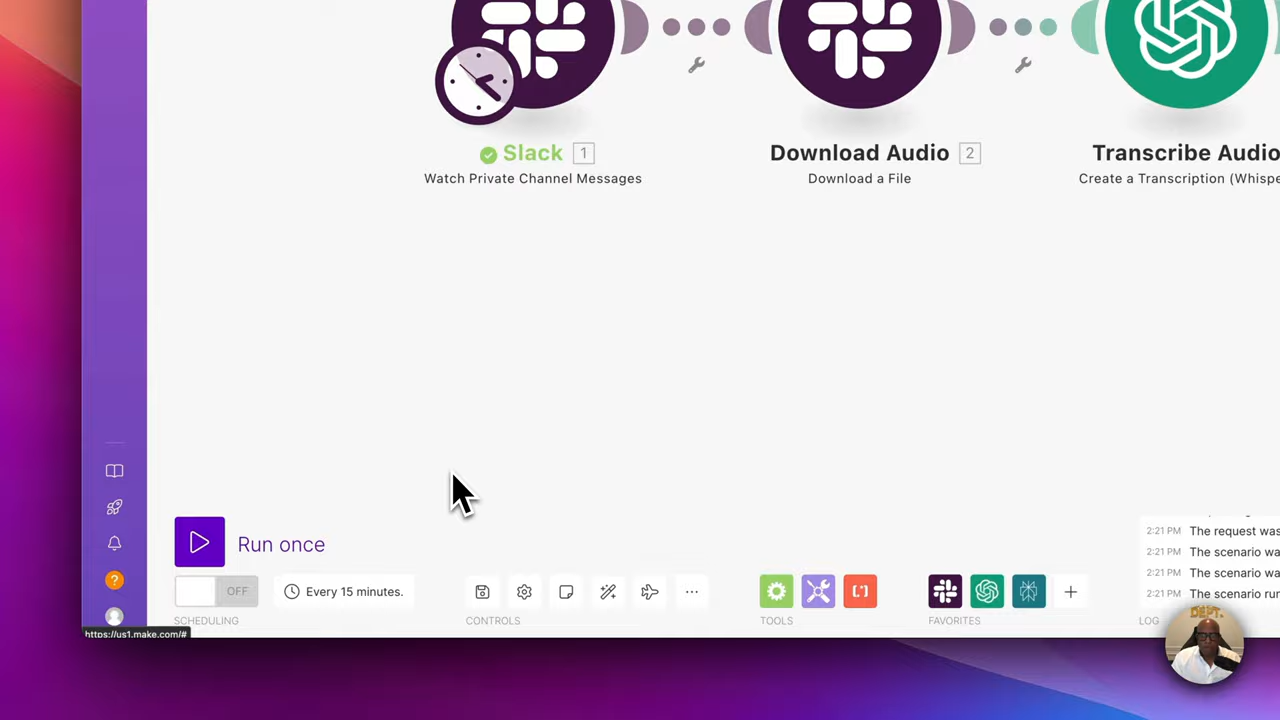 Slack 1
Watch Private Channel Messages
Download Audio 2
Download a File
Transcribe Audio
Create a Transcription (Whispe
Run once
OFF
Every 15 minutes.
SCHEDULING
CONTROLS
TOOLS
FAVORITES
LOG
2:21 PM The request was
2:21 PM The scenario wa
2:21 PM The scenario wa
2:21 PM The scenario run
https://us1.make.com/#
DEPT.